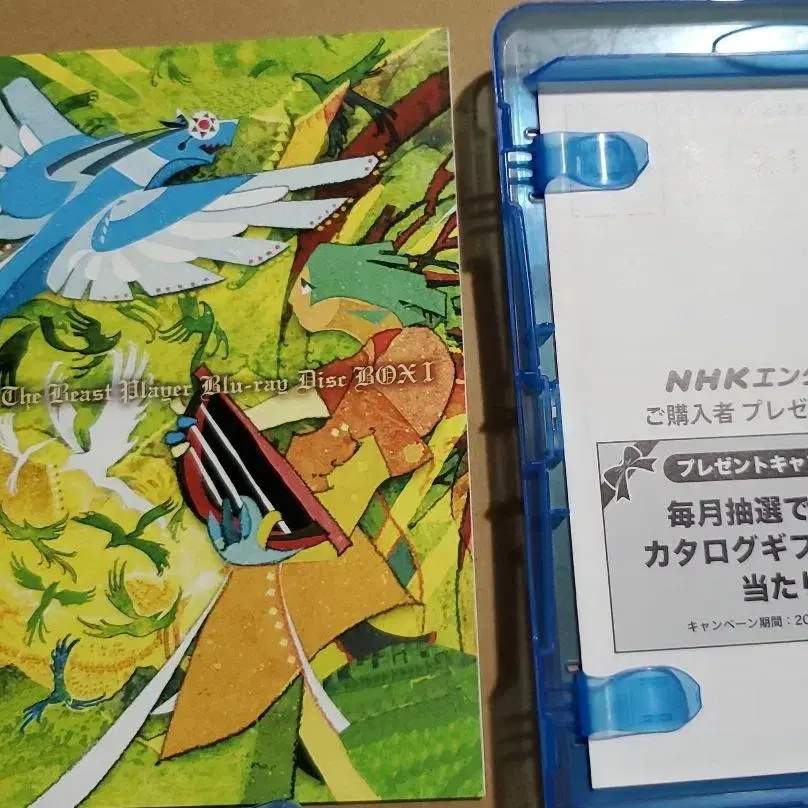 The Beast Player Blu-ray Disc BOX I
NHKエンタ
ご購入者 プレゼ
プレゼントキャ
毎月抽選で
カタログギフ
当たり
キャンペーン期間：20